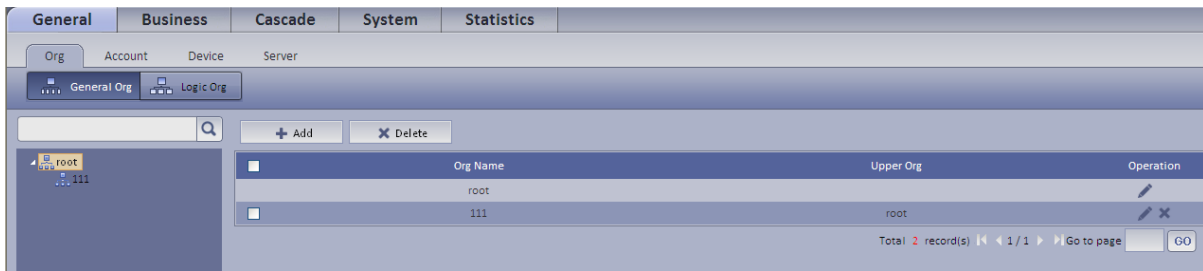 General Business Cascade System Statistics
Org Account Device Server
General Org Logic Org
Add Delete
root
111
Org Name Upper Org Operation
root
111 root
Total 2 record(s) 1 / 1 Go to page GO